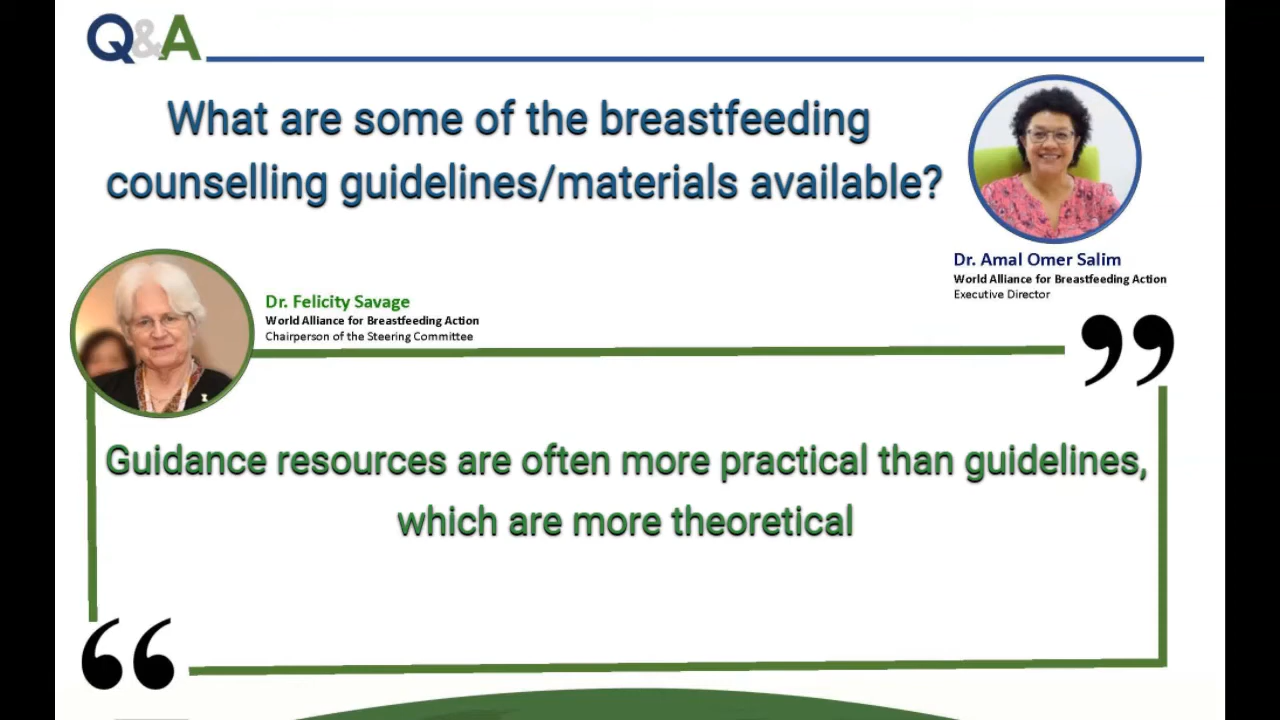 Q&A
What are some of the breastfeeding
counselling guidelines/materials available?
Dr. Amal Omer Salim
World Alliance for Breastfeeding Action
Executive Director
Dr. Felicity Savage
World Alliance for Breastfeeding Action
Chairperson of the Steering Committee
”
Guidance resources are often more practical than guidelines,
which are more theoretical
“